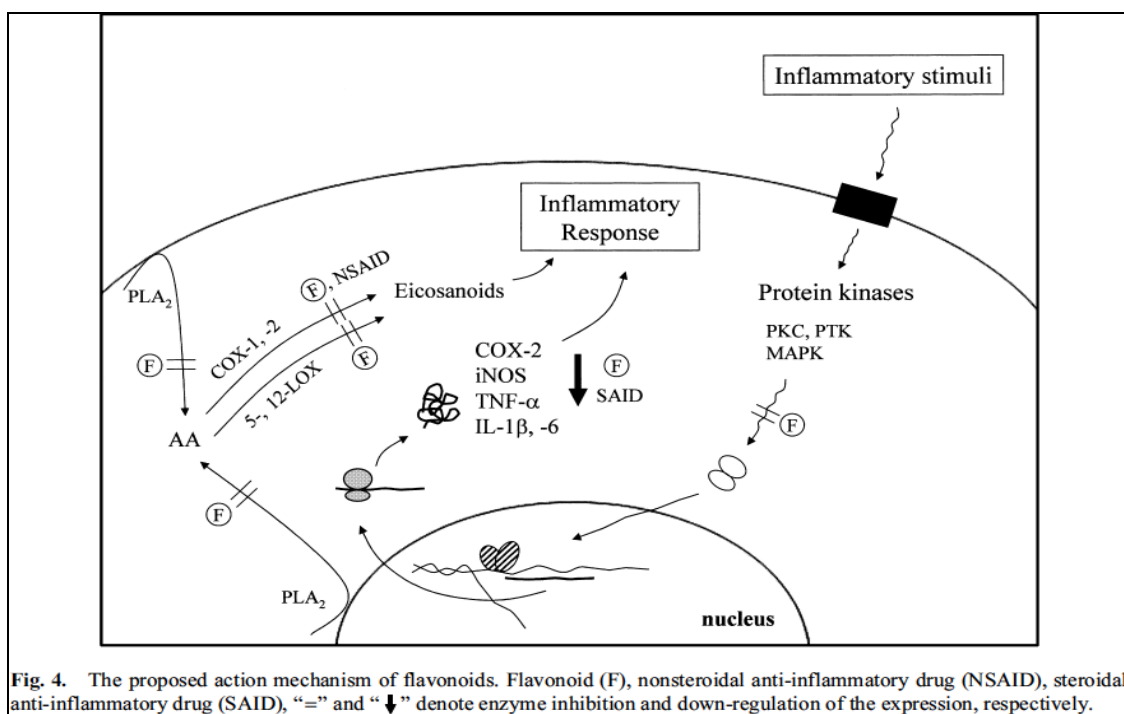 Inflammatory stimuli
Inflammatory
Response
PLA₂
Ⓕ, NSAID
Eicosanoids
COX-1, -2
Ⓕ
5-, 12-LOX
Ⓕ
AA
COX-2
iNOS
TNF-α
IL-1β, -6
Ⓕ
SAID
Protein kinases
PKC, PTK
MAPK
Ⓕ
Ⓕ
PLA₂
nucleus
Fig. 4. The proposed action mechanism of flavonoids. Flavonoid (F), nonsteroidal anti-inflammatory drug (NSAID), steroidal
anti-inflammatory drug (SAID), “=” and “⬇” denote enzyme inhibition and down-regulation of the expression, respectively.